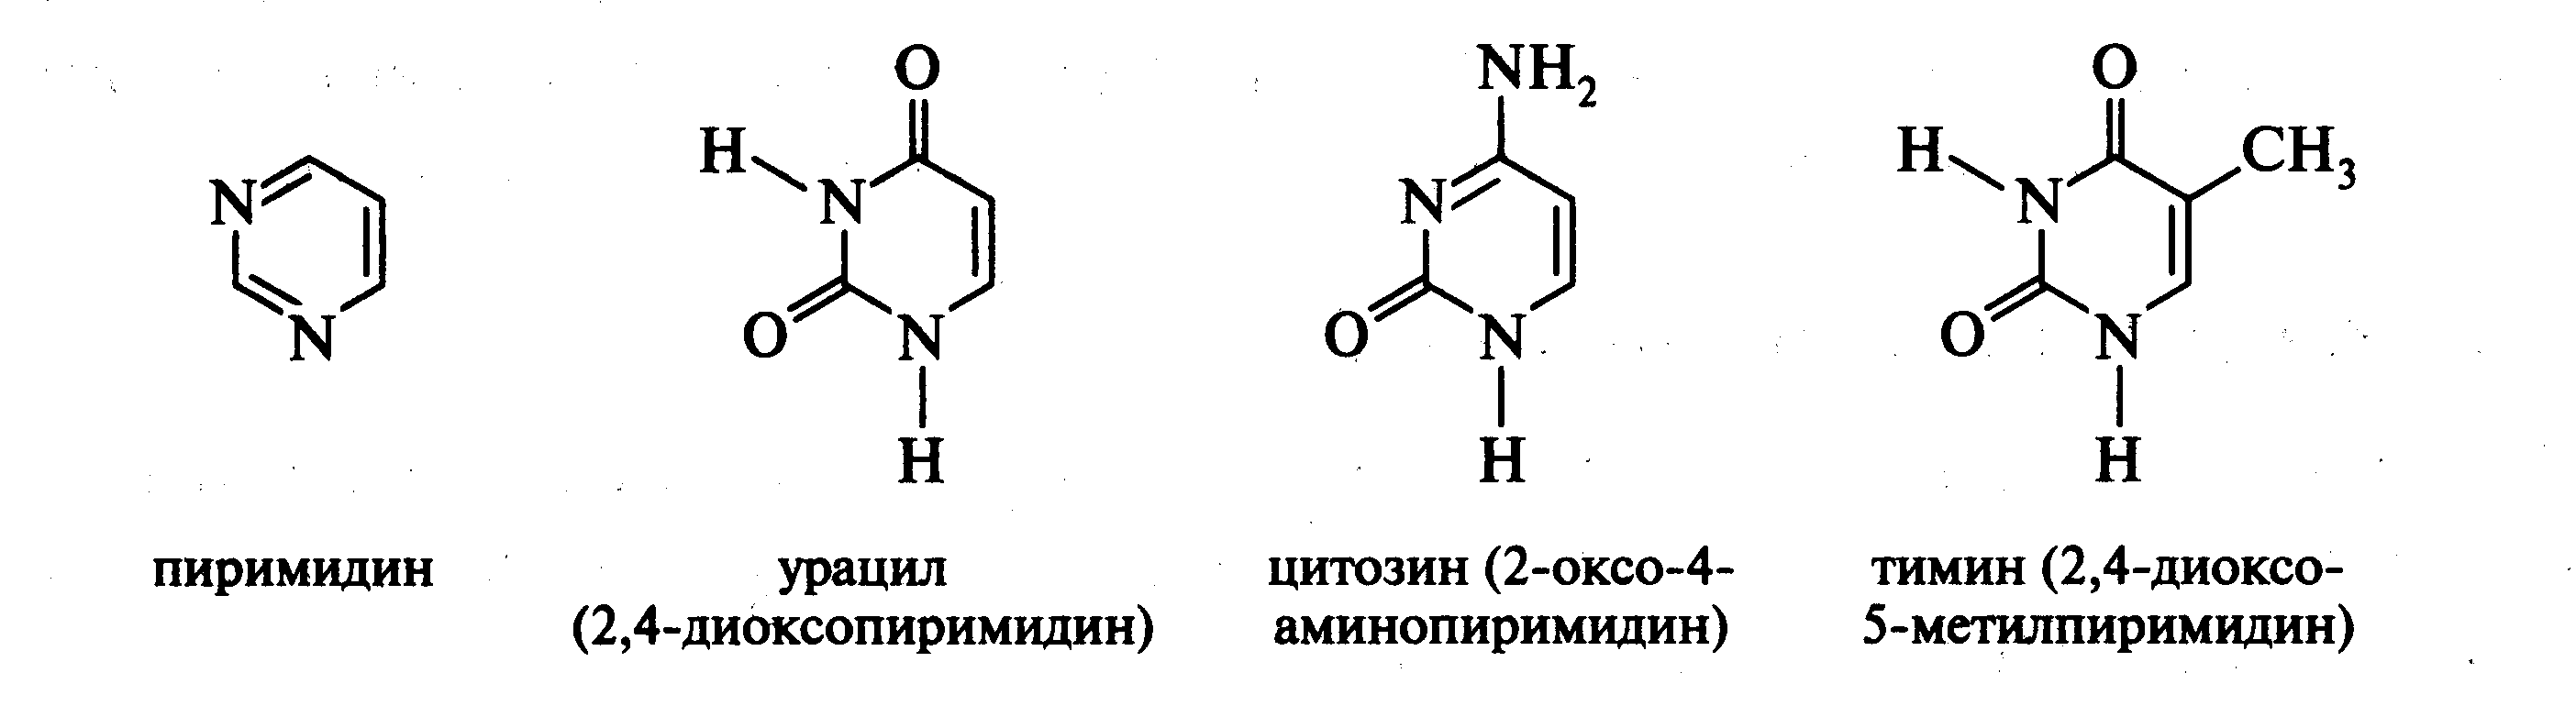 O
NH₂
O
H
H
CH₃
N
N
N
N
O
O
O
N
N
N
N
H
H
H
пиримидин
урацил
(2,4-диоксопиримидин)
цитозин (2-оксо-4-
аминопиримидин)
тимин (2,4-диоксо-
5-метилпиримидин)